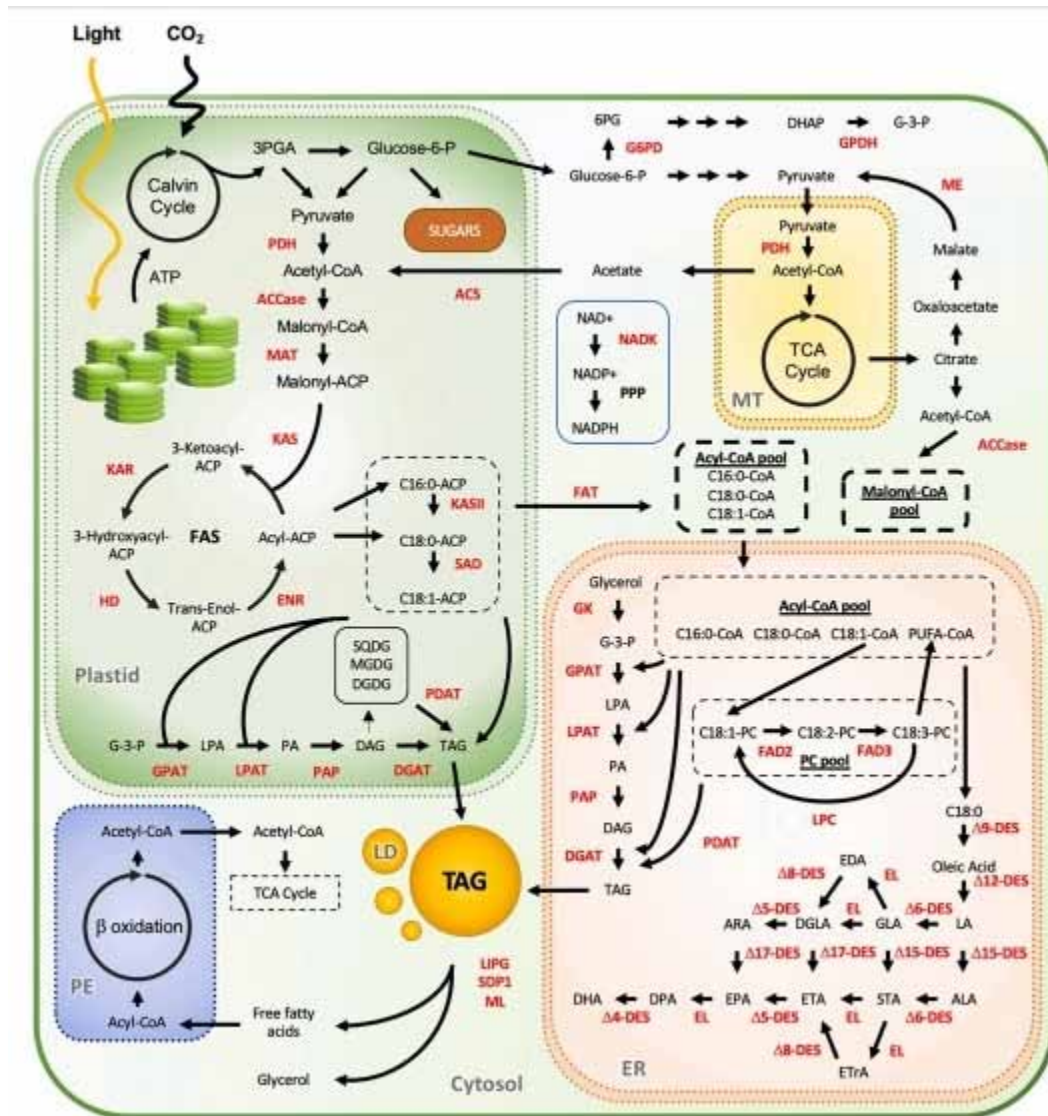 Light CO₂
6PG DHAP G-3-P
G6PD GPDH
3PGA Glucose-6-P
Glucose-6-P Pyruvate
ME
Calvin
Cycle
Pyruvate
SUGARS
PDH
Pyruvate
PDH
Malate
ATP
Acetyl-CoA
Acetate
Acetyl-CoA
ACCase
ACS
Oxaloacetate
Malonyl-CoA
NAD+
NADK
TCA
Cycle
Citrate
MAT
NADP+
PPP
MT
Malonyl-ACP
NADPH
Acetyl-CoA
KAS
ACCase
3-Ketoacyl-
ACP
KAR
Acyl-CoA pool
C16:0-CoA
C18:0-CoA
C18:1-CoA
Malonyl-CoA
pool
C16:0-ACP
KASII
FAT
3-Hydroxyacyl-
ACP
FAS
Acyl-ACP
C18:0-ACP
SAD
C18:1-ACP
HD
Trans-Enol-
ACP
ENR
Glycerol
GK
Acyl-CoA pool
C16:0-CoA C18:0-CoA C18:1-CoA PUFA-CoA
G-3-P
Plastid
SQDG
MGDG
DGDG
PDAT
GPAT
LPA
G-3-P LPA PA DAG TAG
GPAT LPAT PAP DGAT
LPAT
C18:1-PC C18:2-PC C18:3-PC
FAD2 FAD3
PC pool
PA
PAP
LPC
C18:0
Δ9-DES
DAG
PDAT
DGAT
TAG
Acetyl-CoA Acetyl-CoA
TCA Cycle
LD
TAG
β oxidation
PE
Acyl-CoA
EDA
Oleic Acid
Δ8-DES EL
Δ12-DES
Δ5-DES EL Δ6-DES
ARA DGLA GLA LA
Δ17-DES Δ17-DES Δ15-DES Δ15-DES
LIPG
SDP1
ML
DHA DPA EPA ETA STA ALA
Δ4-DES EL Δ5-DES EL Δ6-DES
Free fatty
acids
Δ8-DES EL
ETrA
Glycerol
Cytosol
ER